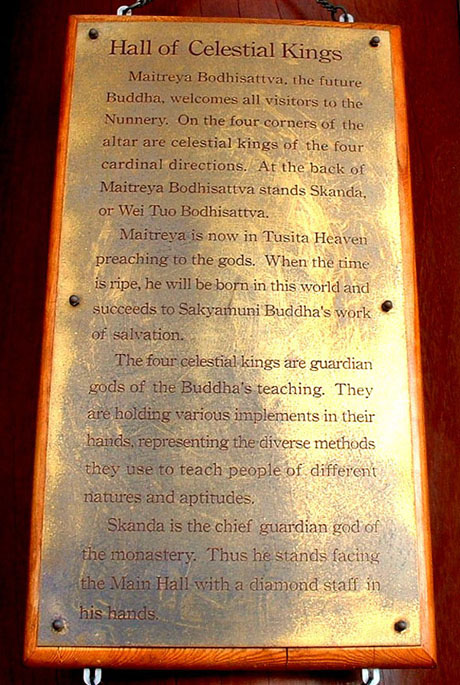 Hall of Celestial Kings
Maitreya Bodhisattva, the future
Buddha, welcomes all visitors to the
Nunnery. On the four corners of the
altar are celestial kings of the four
cardinal directions. At the back of
Maitreya Bodhisattva stands Skanda,
or Wei Tuo Bodhisattva.
Maitreya is now in Tusita Heaven
preaching to the gods. When the time
is ripe, he will be born in this world and
succeeds to Sakyamuni Buddha's work
of salvation.
The four celestial kings are guardian
gods of the Buddha's teaching. They
are holding various implements in their
hands, representing the diverse methods
they use to teach people of different
natures and aptitudes.
Skanda is the chief guardian god of
the monastery. Thus he stands facing
the Main Hall with a diamond staff in
his hands.